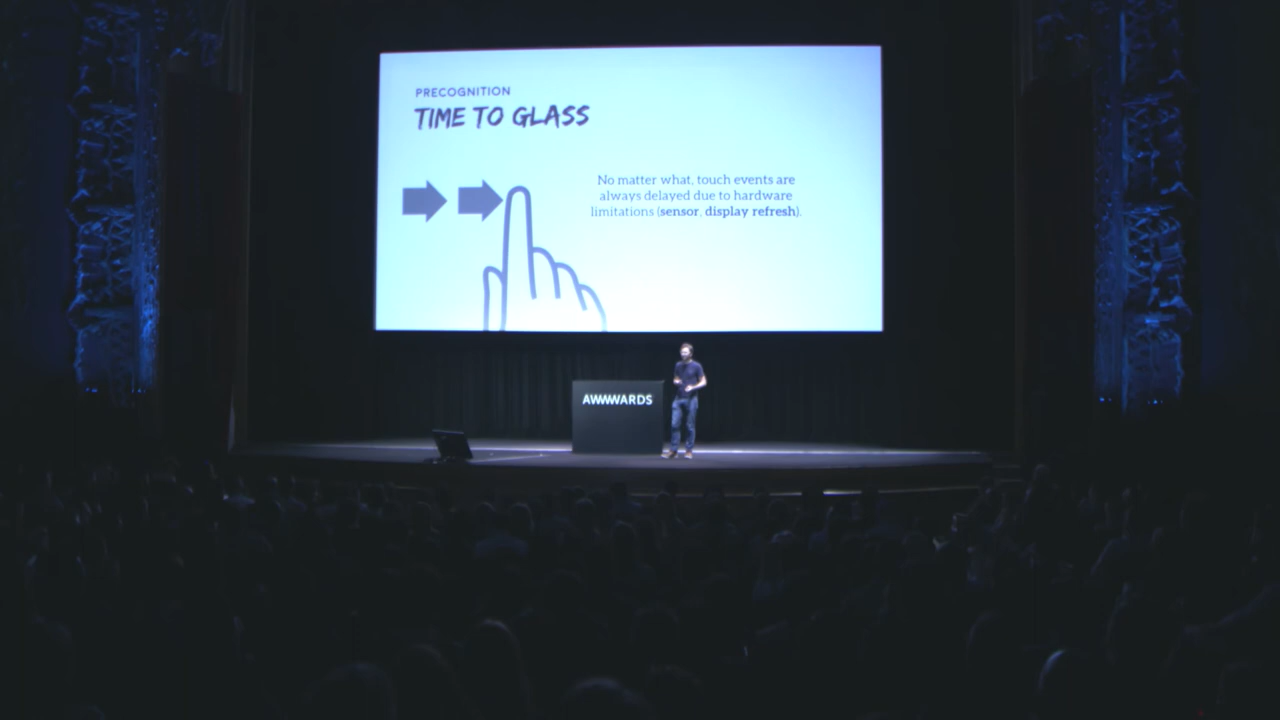 PRECOGNITION
TIME TO GLASS
No matter what, touch events are
always delayed due to hardware
limitations (sensor, display refresh).
AWWWARDS